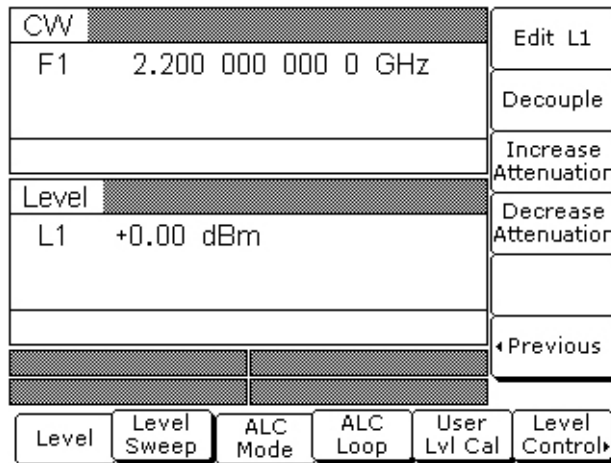 CW
F1 2.200 000 000 0 GHz
Level
L1 +0.00 dBm
Edit L1
Decouple
Increase
Attenuation
Decrease
Attenuation
Previous
Level
Level
Sweep
ALC
Mode
ALC
Loop
User
Lvl Cal
Level
Control